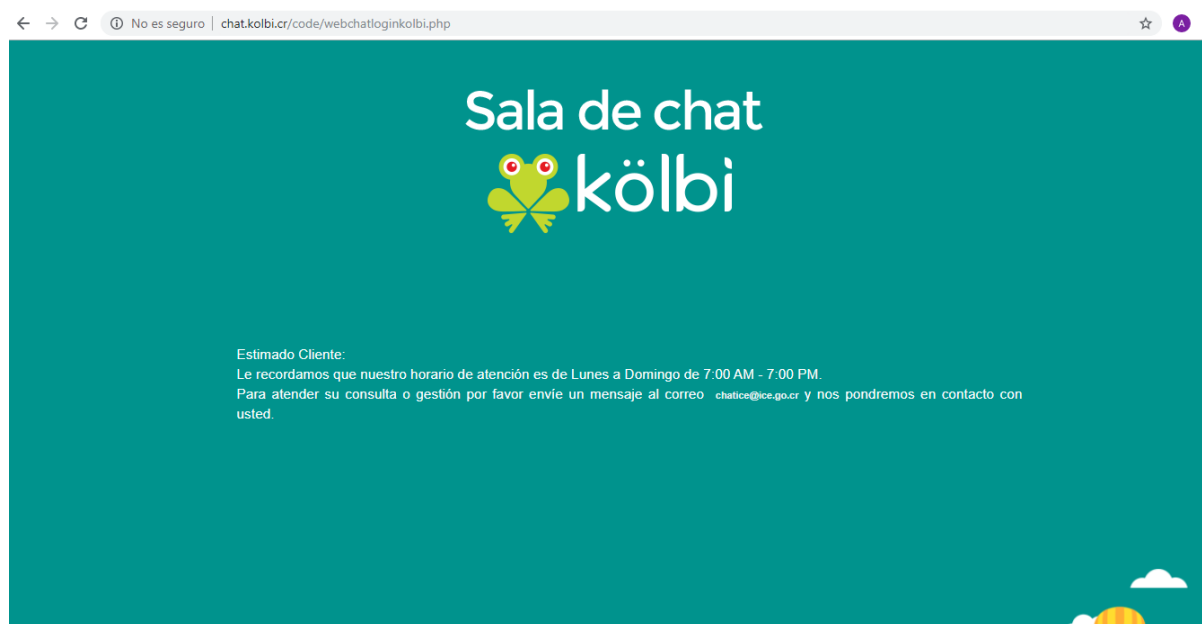 No es seguro | chat.kolbi.cr/code/webchatloginkolbi.php
A
Sala de chat
kölbi
Estimado Cliente:
Le recordamos que nuestro horario de atención es de Lunes a Domingo de 7:00 AM - 7:00 PM.
Para atender su consulta o gestión por favor envíe un mensaje al correo chatice@ice.go.cr y nos pondremos en contacto con
usted.